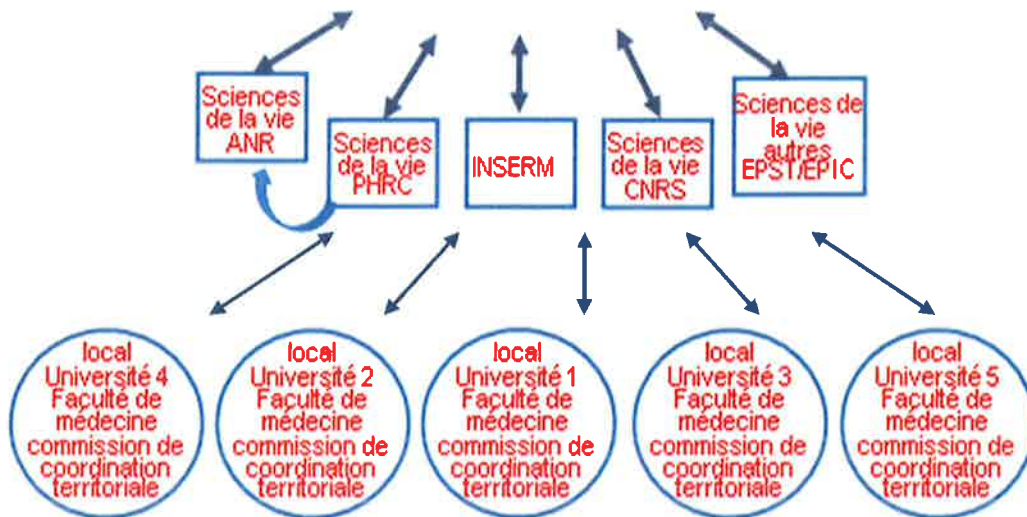 Sciences
de la vie
ANR
Sciences
de la vie
PHRC
INSERM
Sciences
de la vie
CNRS
Sciences de
la vie
autres
EPST/EPIC
local
Université 4
Faculté de
médecine
commission de
coordination
territoriale
local
Université 2
Faculté de
médecine
commission de
coordination
territoriale
local
Université 1
Faculté de
médecine
commission de
coordination
territoriale
local
Université 3
Faculté de
médecine
commission de
coordination
territoriale
local
Université 5
Faculté de
médecine
commission de
coordination
territoriale